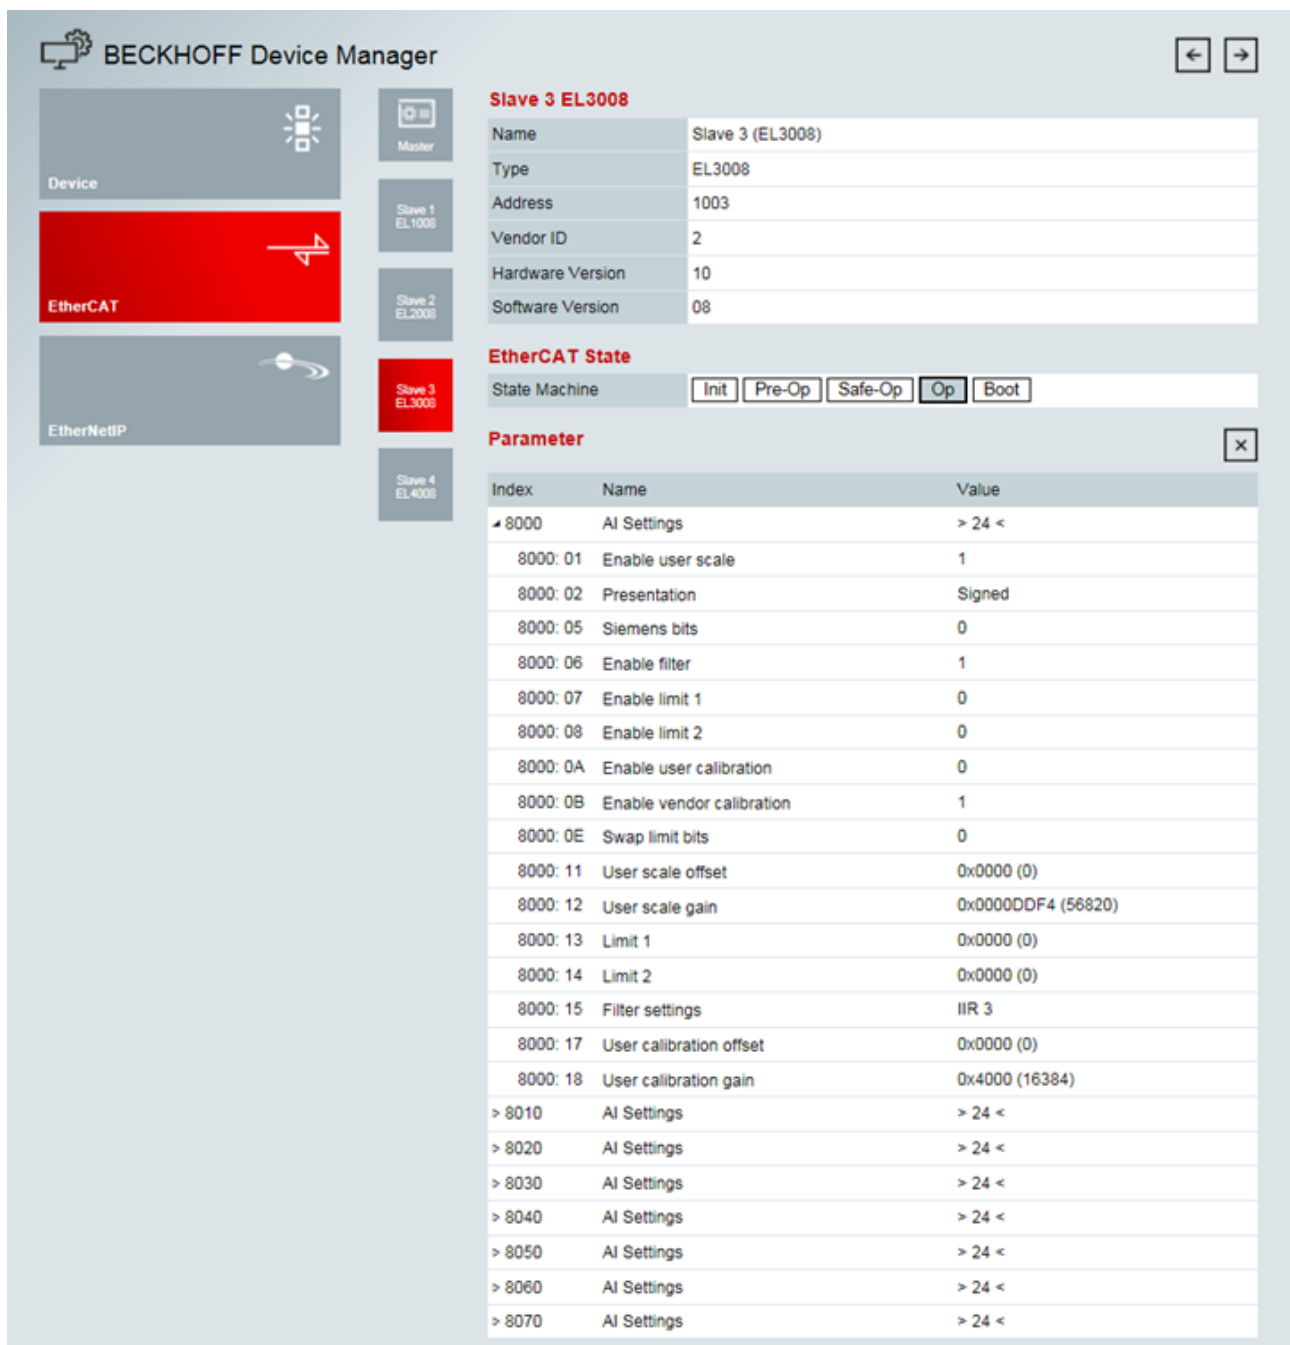 BECKHOFF Device Manager
Device
EtherCAT
EtherNetIP
Master
Slave 1
EL1008
Slave 2
EL2008
Slave 3
EL3008
Slave 4
EL4008
Slave 3 EL3008
Name Slave 3 (EL3008)
Type EL3008
Address 1003
Vendor ID 2
Hardware Version 10
Software Version 08
EtherCAT State
State Machine Init Pre-Op Safe-Op Op Boot
Parameter
Index Name Value
8000 AI Settings > 24 <
8000: 01 Enable user scale 1
8000: 02 Presentation Signed
8000: 05 Siemens bits 0
8000: 06 Enable filter 1
8000: 07 Enable limit 1 0
8000: 08 Enable limit 2 0
8000: 0A Enable user calibration 0
8000: 0B Enable vendor calibration 1
8000: 0E Swap limit bits 0
8000: 11 User scale offset 0x0000 (0)
8000: 12 User scale gain 0x0000DDF4 (56820)
8000: 13 Limit 1 0x0000 (0)
8000: 14 Limit 2 0x0000 (0)
8000: 15 Filter settings IIR 3
8000: 17 User calibration offset 0x0000 (0)
8000: 18 User calibration gain 0x4000 (16384)
> 8010 AI Settings > 24 <
> 8020 AI Settings > 24 <
> 8030 AI Settings > 24 <
> 8040 AI Settings > 24 <
> 8050 AI Settings > 24 <
> 8060 AI Settings > 24 <
> 8070 AI Settings > 24 <